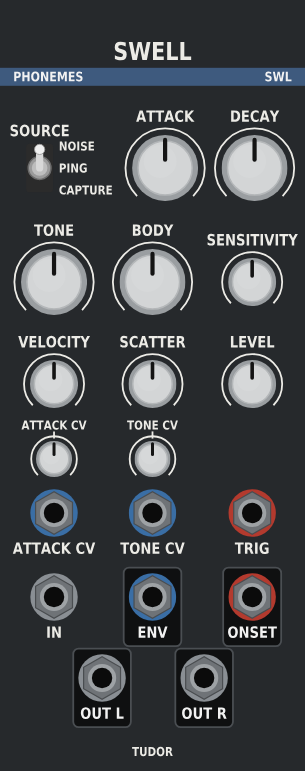 SWELL
PHONEMES SWL
ATTACK DECAY
SOURCE
NOISE
PING
CAPTURE
TONE BODY SENSITIVITY
VELOCITY SCATTER LEVEL
ATTACK CV TONE CV
ATTACK CV TONE CV TRIG
IN ENV ONSET
OUT L OUT R
TUDOR